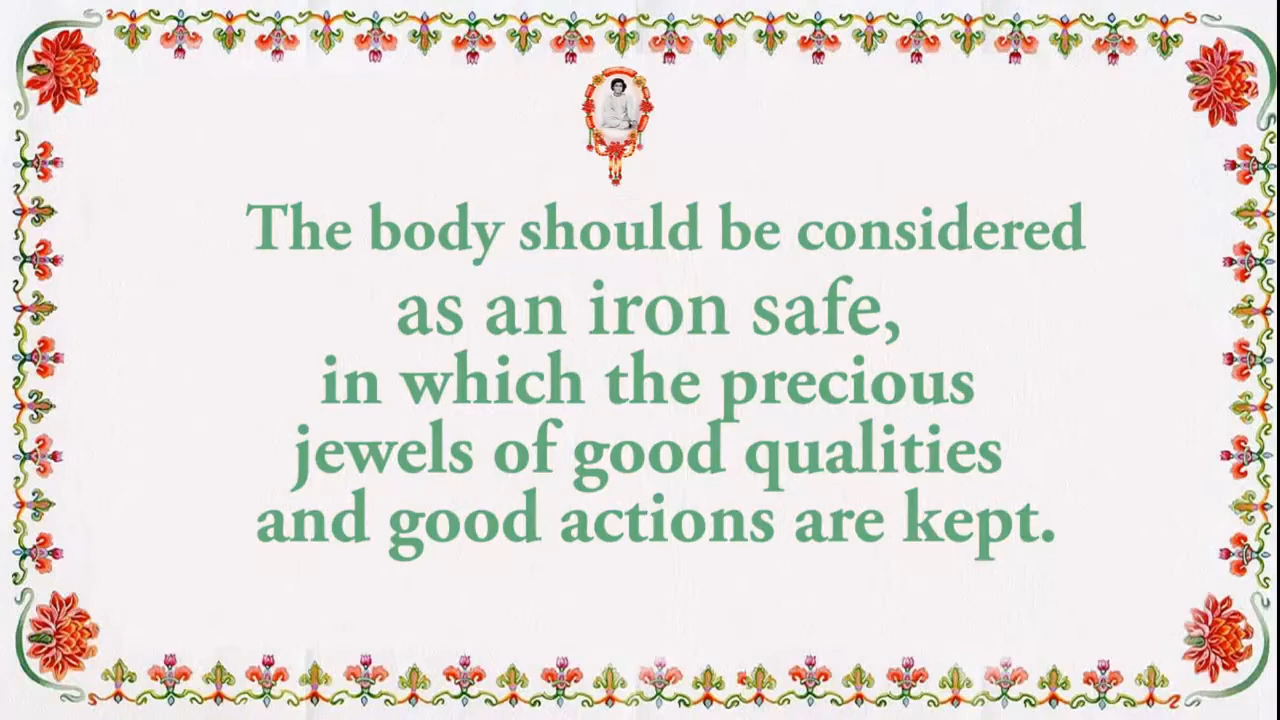 The body should be considered
as an iron safe,
in which the precious
jewels of good qualities
and good actions are kept.